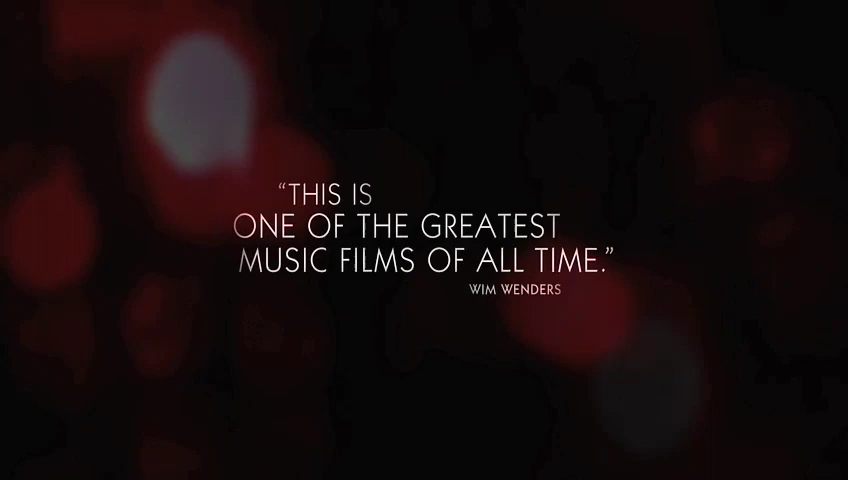 “THIS IS
ONE OF THE GREATEST
MUSIC FILMS OF ALL TIME.”
WIM WENDERS